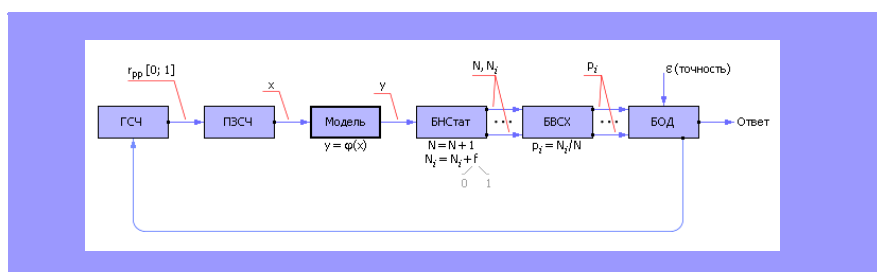 r_pp [0; 1]
x
y
N, N_i
p_i
ε (точность)
ГСЧ
ПЗСЧ
Модель
БНСтат
...
БВСХ
...
БОД
Ответ
y = φ(x)
N = N + 1
p_i = N_i/N
N_i = N_i + f
0 1